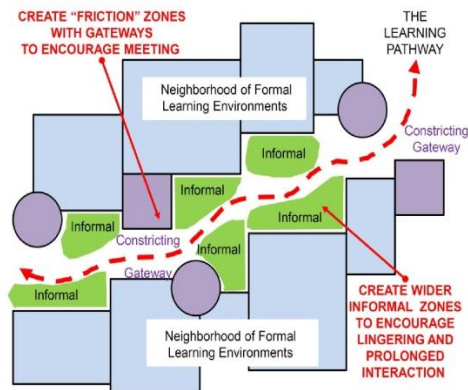 CREATE “FRICTION” ZONES
WITH GATEWAYS
TO ENCOURAGE MEETING
THE
LEARNING
PATHWAY
Neighborhood of Formal
Learning Environments
Constricting
Gateway
Informal
Informal
Informal
Informal
Constricting
Informal
Gateway
Informal
CREATE WIDER
INFORMAL ZONES
TO ENCOURAGE
LINGERING AND
PROLONGED
INTERACTION
Neighborhood of Formal
Learning Environments